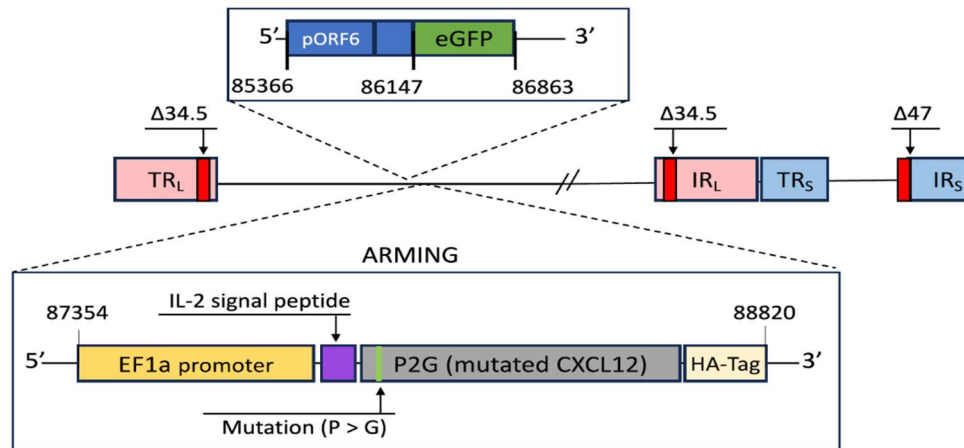 5’ pORF6 eGFP 3’
85366 86147 86863
Δ34.5 Δ34.5 Δ47
TRL IRL TRS IRS
ARMING
IL-2 signal peptide
87354 88820
5’ EF1a promoter P2G (mutated CXCL12) HA-Tag 3’
Mutation (P > G)